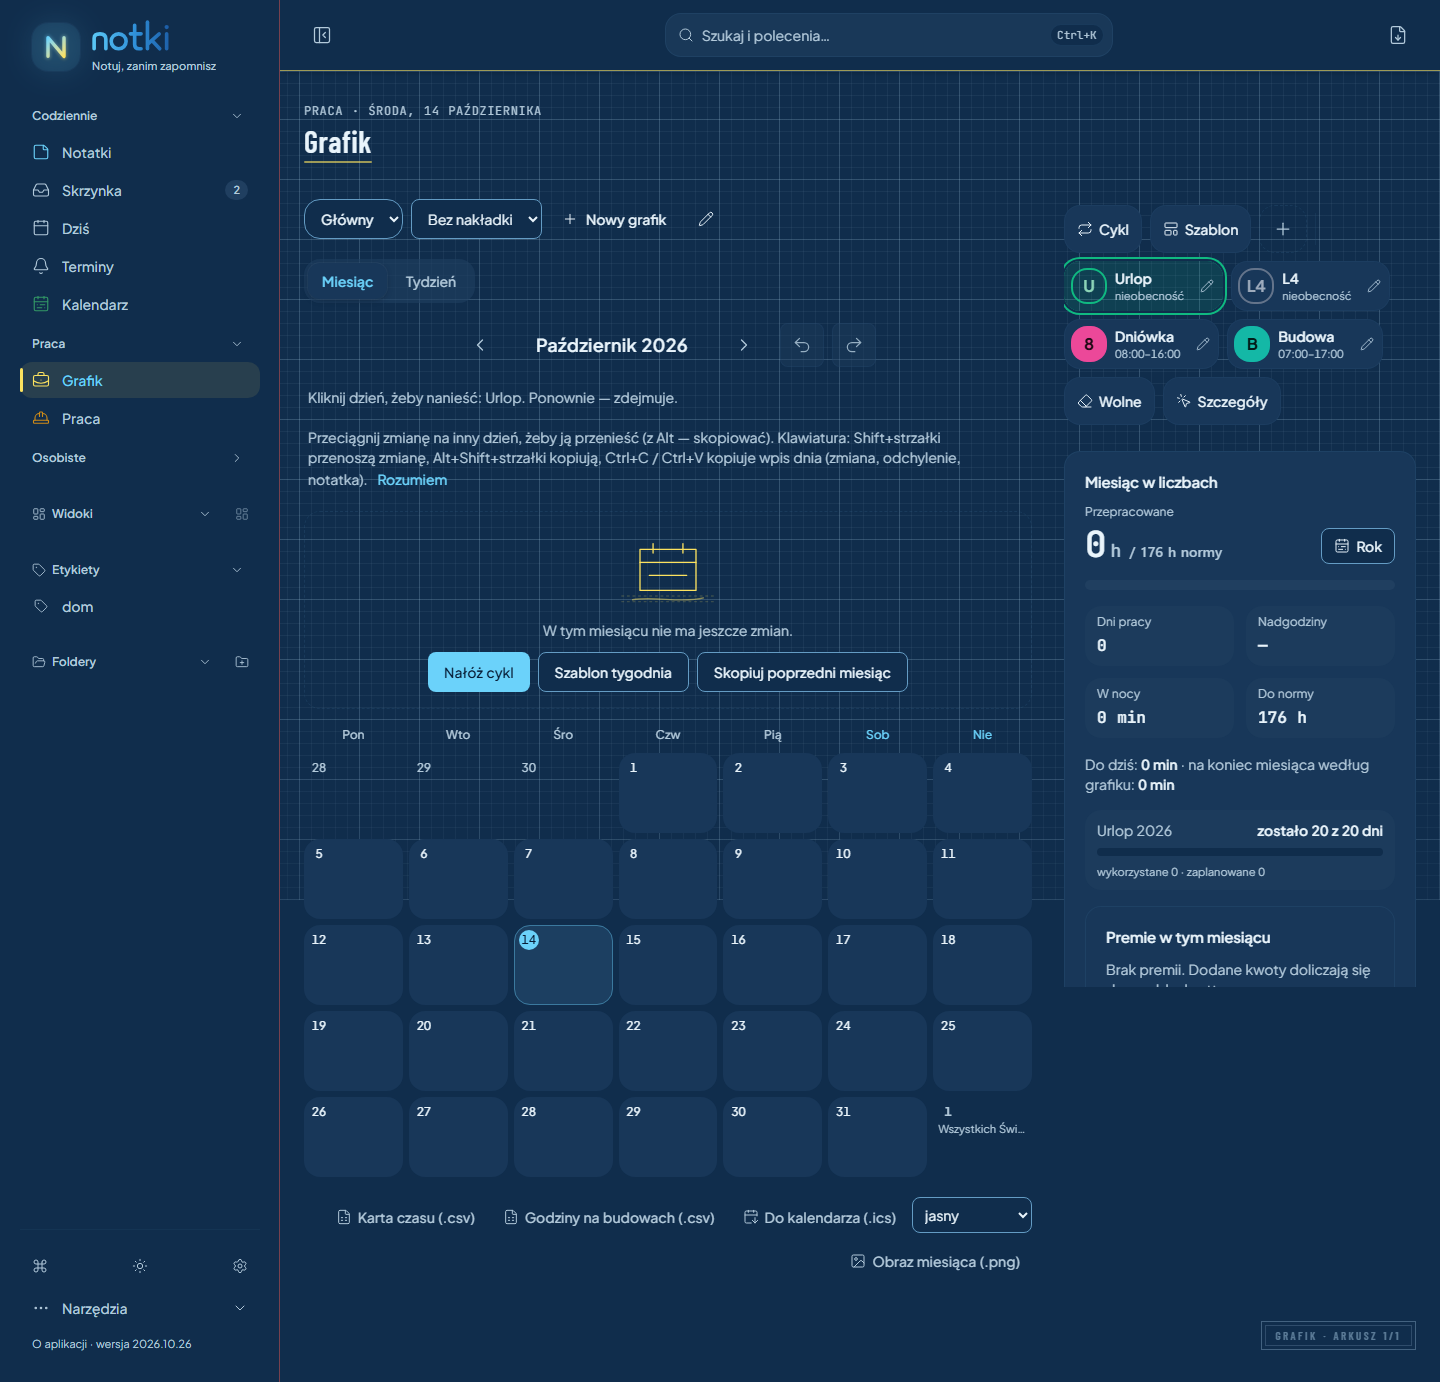 N notki
Notuj, zanim zapomnisz
Codziennie
Notatki
Skrzynka 2
Dziś
Terminy
Kalendarz
Praca
Grafik
Praca
Osobiste
Widoki
Etykiety
dom
Foldery
Narzędzia
O aplikacji · wersja 2026.10.26
Szukaj i polecenia... Ctrl+K
PRACA · ŚRODA, 14 PAŹDZIERNIKA
Grafik
Główny Bez nakładki Nowy grafik
Miesiąc Tydzień
Październik 2026
Kliknij dzień, żeby nanieść: Urlop. Ponownie — zdejmuje.
Przeciągnij zmianę na inny dzień, żeby ją przenieść (z Alt — skopiować). Klawiatura: Shift+strzałki
przenoszą zmianę, Alt+Shift+strzałki kopiują, Ctrl+C / Ctrl+V kopiuje wpis dnia (zmiana, odchylenie,
notatka). Rozumiem
W tym miesiącu nie ma jeszcze zmian.
Nałóż cykl Szablon tygodnia Skopiuj poprzedni miesiąc
Pon Wto Śro Czw Pią Sob Nie
28 29 30 1 2 3 4
5 6 7 8 9 10 11
12 13 14 15 16 17 18
19 20 21 22 23 24 25
26 27 28 29 30 31 1
Wszystkich Świ...
Karta czasu (.csv) Godziny na budowach (.csv) Do kalendarza (.ics) jasny
Obraz miesiąca (.png)
Cykl Szablon
U Urlop
nieobecność
L4 L4
nieobecność
8 Dniówka
08:00–16:00
B Budowa
07:00–17:00
Wolne Szczegóły
Miesiąc w liczbach
Przepracowane
0 h / 176 h normy Rok
Dni pracy
0
Nadgodziny
—
W nocy
0 min
Do normy
176 h
Do dziś: 0 min · na koniec miesiąca według
grafiku: 0 min
Urlop 2026 zostało 20 z 20 dni
wykorzystane 0 · zaplanowane 0
Premie w tym miesiącu
Brak premii. Dodane kwoty doliczają się
GRAFIK · ARKUSZ 1/1